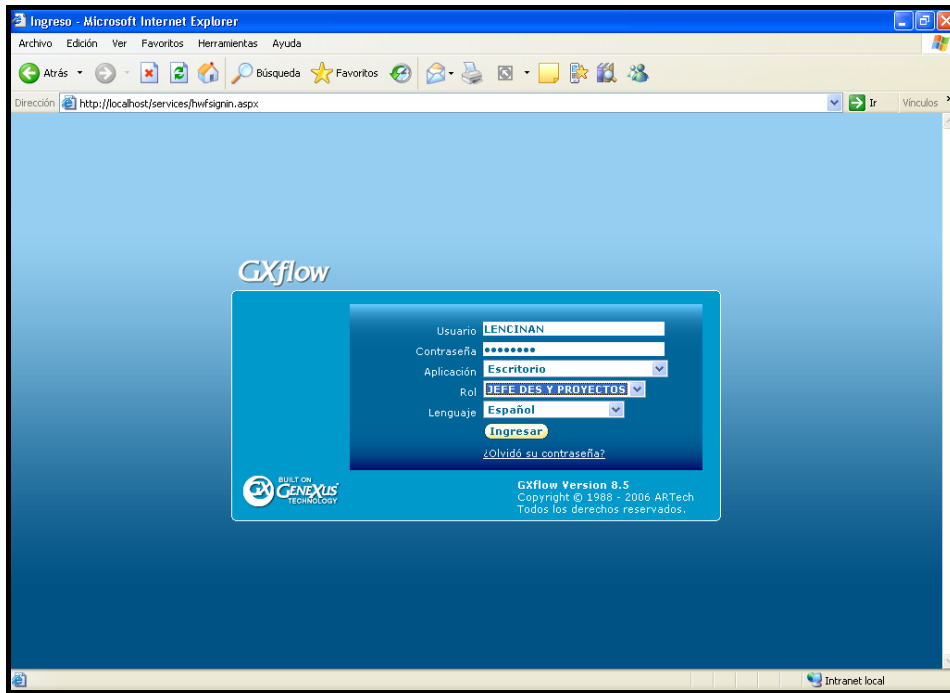 Ingreso - Microsoft Internet Explorer
Archivo Edición Ver Favoritos Herramientas Ayuda
Atrás Búsqueda Favoritos
Dirección http://localhost/services/hwfsignin.aspx Ir Vínculos
GXflow
Usuario LENCINAN
Contraseña ••••••••
Aplicación Escritorio
Rol JEFE DES Y PROYECTOS
Lenguaje Español
Ingresar
¿Olvidó su contraseña?
GX BUILT ON
GENEXUS
TECHNOLOGY
GXflow Version 8.5
Copyright © 1988 - 2006 ARTech
Todos los derechos reservados.
Intranet local